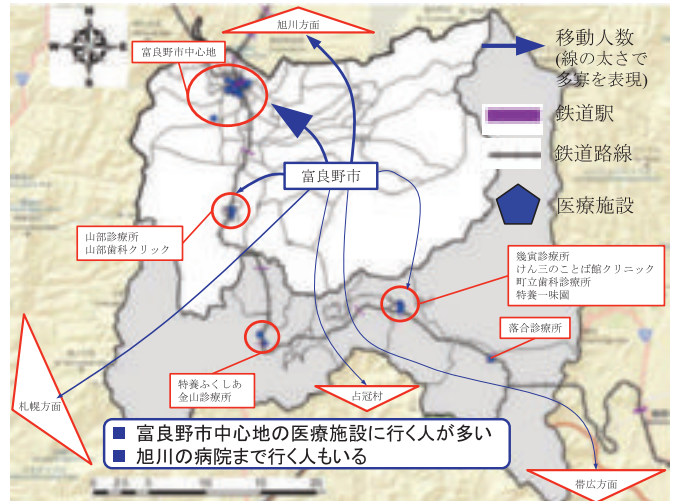 旭川方面
富良野市中心地
移動人数
(線の太さで
多寡を表現)
鉄道駅
鉄道路線
医療施設
富良野市
山部診療所
山部歯科クリック
幾寅診療所
けん三のことば館クリニック
町立歯科診療所
特養一味園
落合診療所
特養ふくしあ
金山診療所
占冠村
札幌方面
帯広方面
■ 富良野市中心地の医療施設に行く人が多い
■ 旭川の病院まで行く人もいる